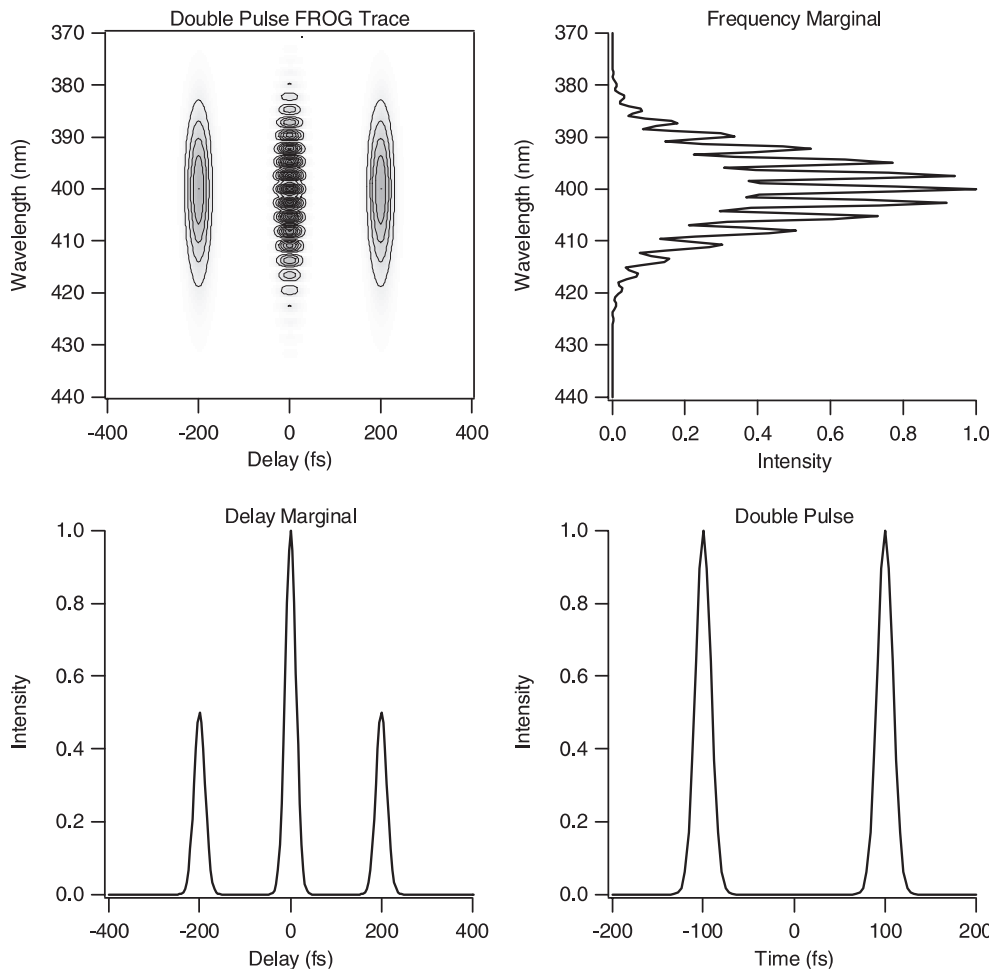 Double Pulse FROG Trace
370
380
390
400
410
420
430
440
Wavelength (nm)
-400 -200 0 200 400
Delay (fs)
Frequency Marginal
370
380
390
400
410
420
430
440
Wavelength (nm)
0.0 0.2 0.4 0.6 0.8 1.0
Intensity
Delay Marginal
1.0
0.8
0.6
0.4
0.2
0.0
Intensity
-400 -200 0 200 400
Delay (fs)
Double Pulse
1.0
0.8
0.6
0.4
0.2
0.0
Intensity
-200 -100 0 100 200
Time (fs)